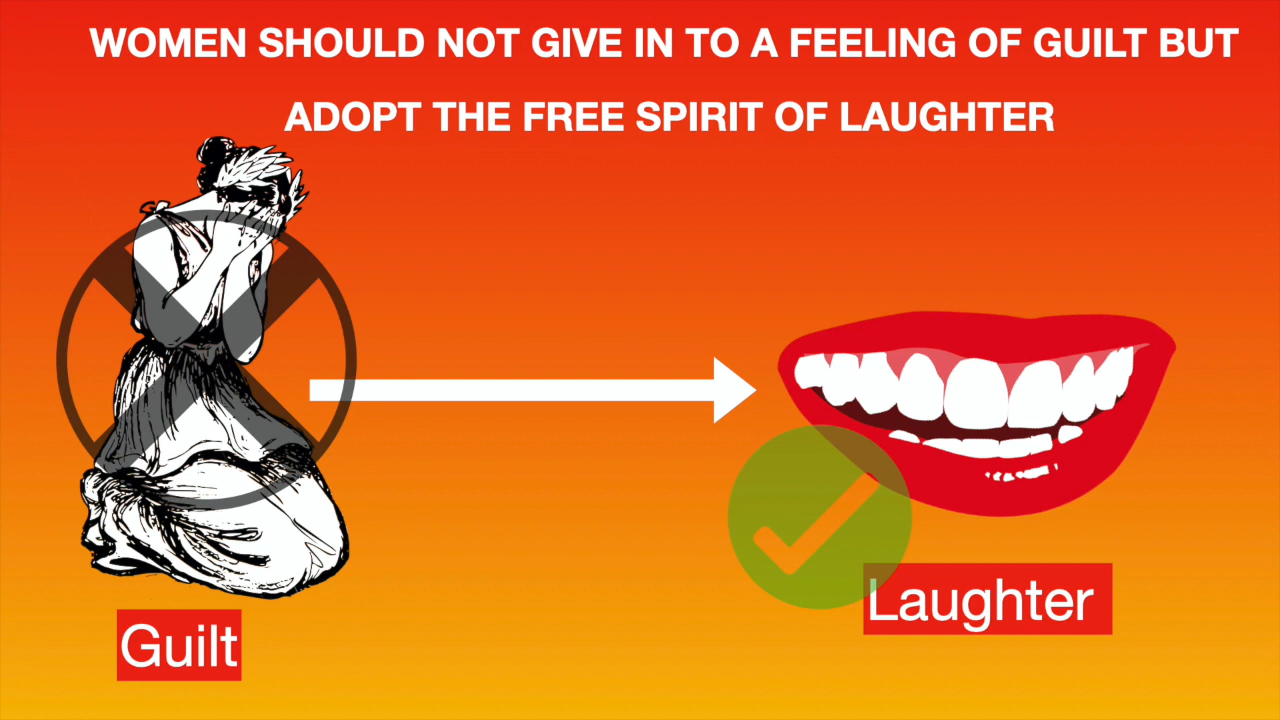 WOMEN SHOULD NOT GIVE IN TO A FEELING OF GUILT BUT
ADOPT THE FREE SPIRIT OF LAUGHTER
Guilt
Laughter